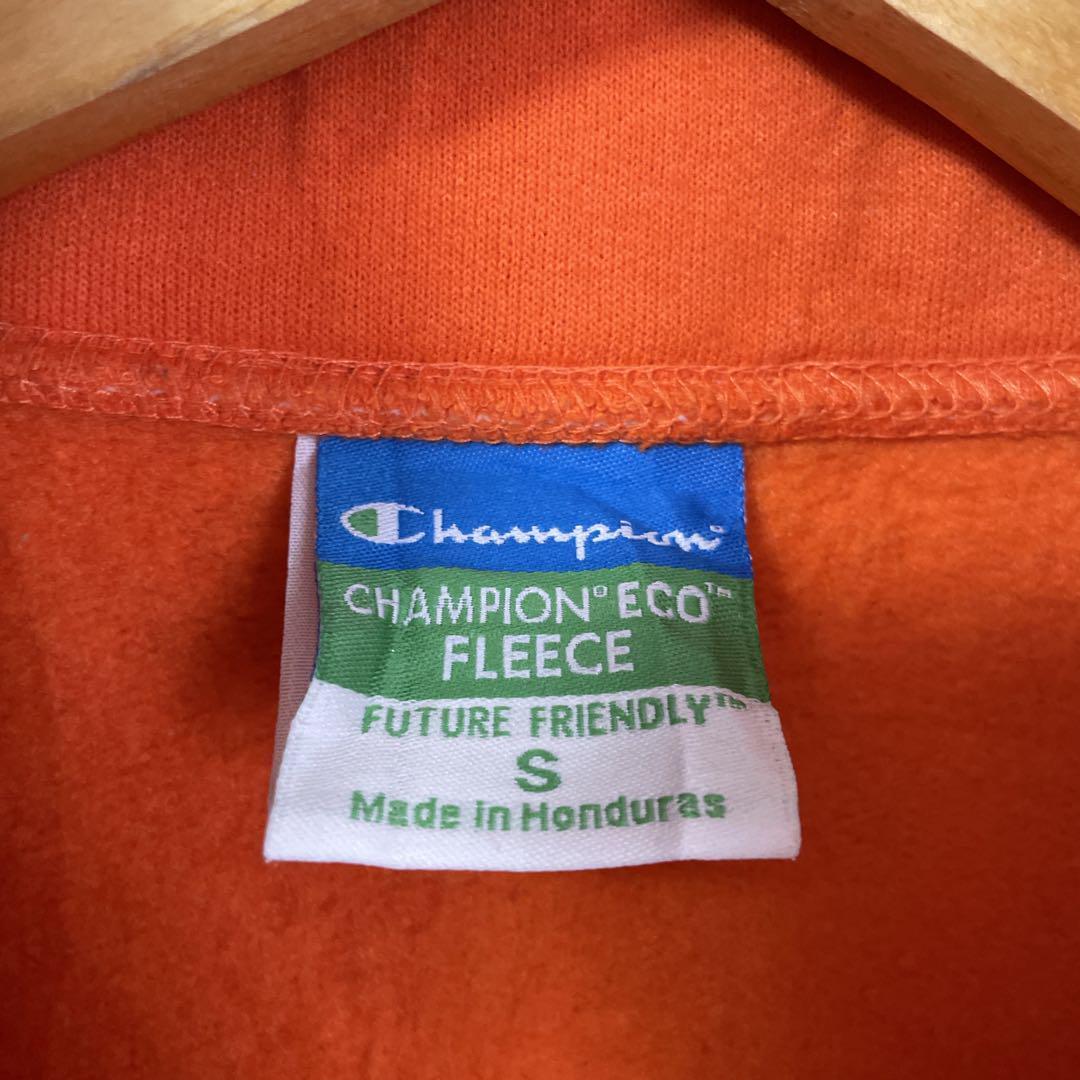 Champion®
CHAMPION® ECO™
FLEECE
FUTURE FRIENDLY™
S
Made in Honduras